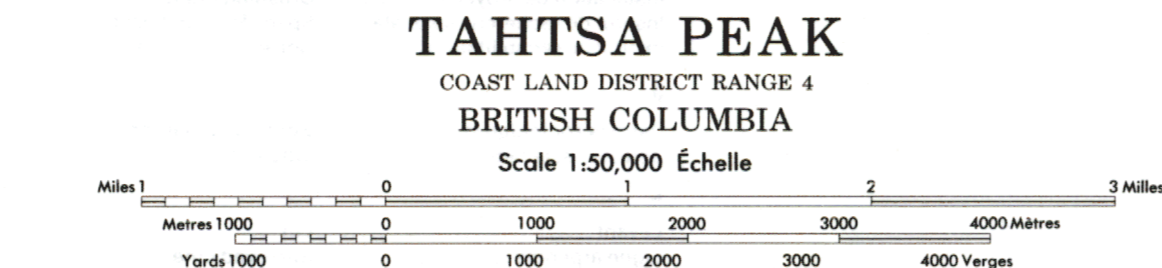 TAHTSA PEAK
COAST LAND DISTRICT RANGE 4
BRITISH COLUMBIA
Scale 1:50,000 Échelle
Miles 1 0 1 2 3 Milles
Metres 1000 0 1000 2000 3000 4000 Mètres
Yards 1000 0 1000 2000 3000 4000 Verges